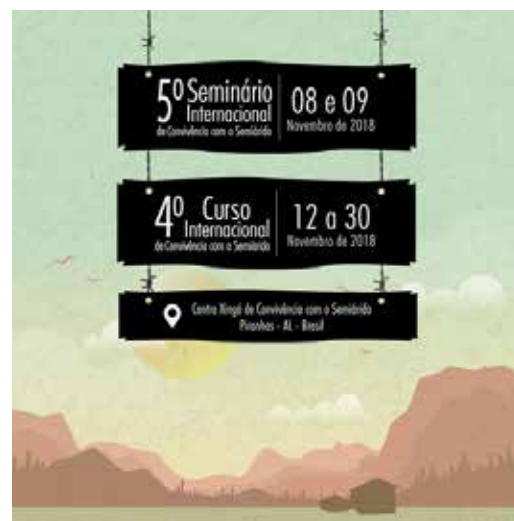 5º Seminário
Internacional
de Convivência com o Semiárido
08 e 09
Novembro de 2018
4º Curso
Internacional
de Convivência com o Semiárido
12 a 30
Novembro de 2018
Centro Xingó de Convivência com o Semiárido
Piranhas - AL - Brasil